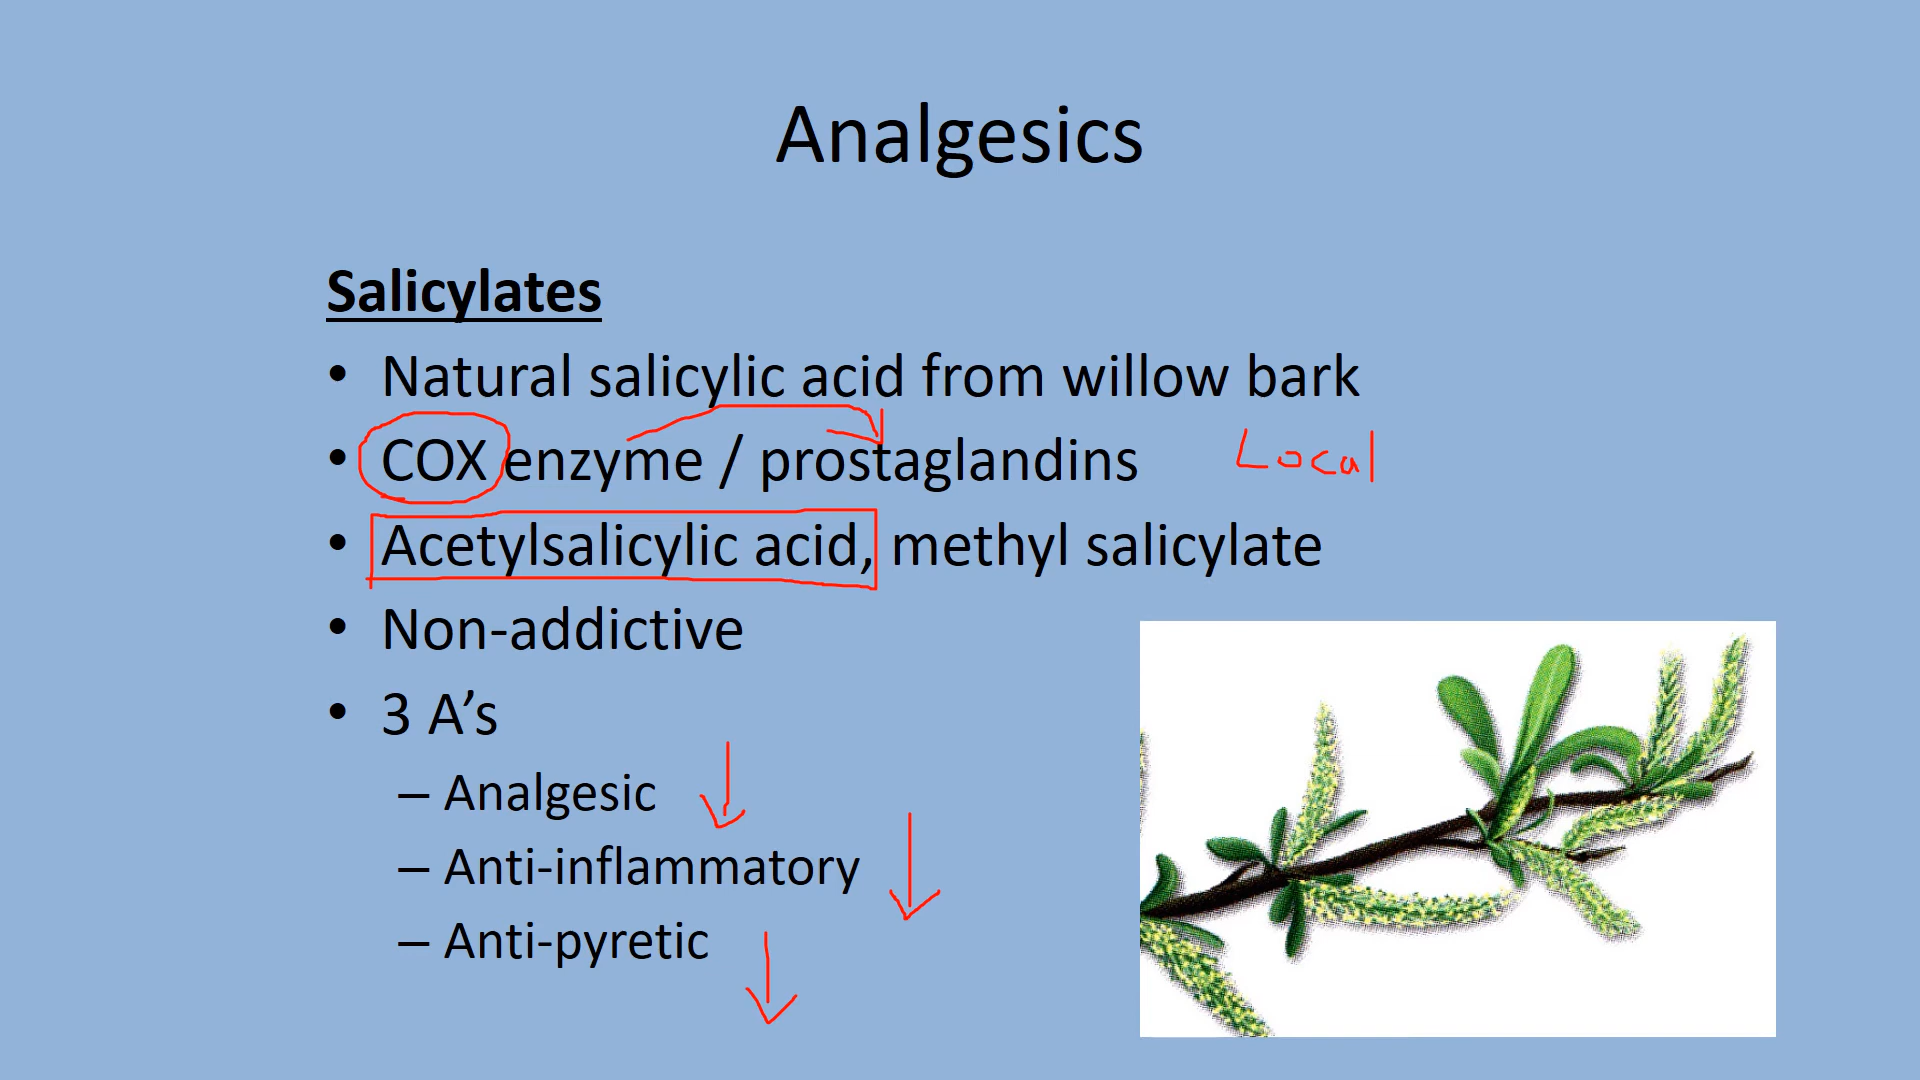 Analgesics
Salicylates
• Natural salicylic acid from willow bark
• COX enzyme / prostaglandins Local
• Acetylsalicylic acid, methyl salicylate
• Non-addictive
• 3 A’s
– Analgesic
– Anti-inflammatory
– Anti-pyretic